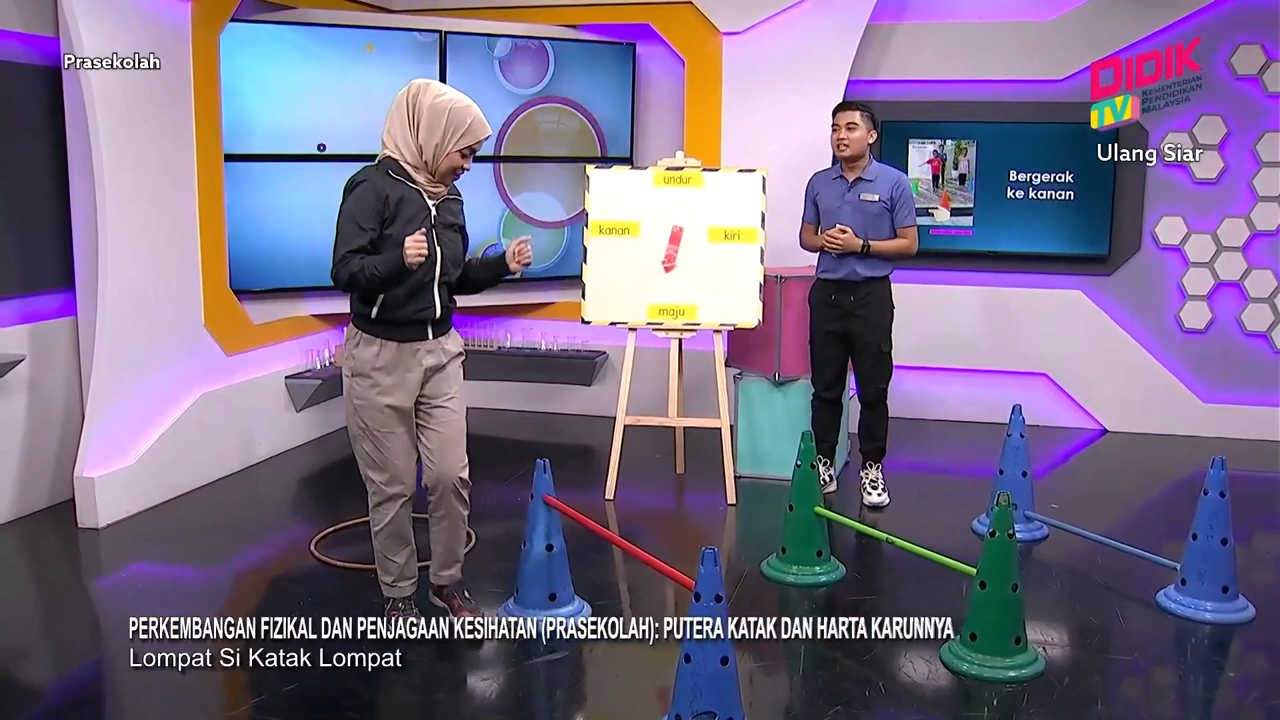 Prasekolah
DIDIK
TV
KEMENTERIAN
PENDIDIKAN
MALAYSIA
Ulang Siar
undur
kanan
kiri
maju
Bergerak
ke kanan
PERKEMBANGAN FIZIKAL DAN PENJAGAAN KESIHATAN (PRASEKOLAH): PUTERA KATAK DAN HARTA KARUNNYA
Lompat Si Katak Lompat